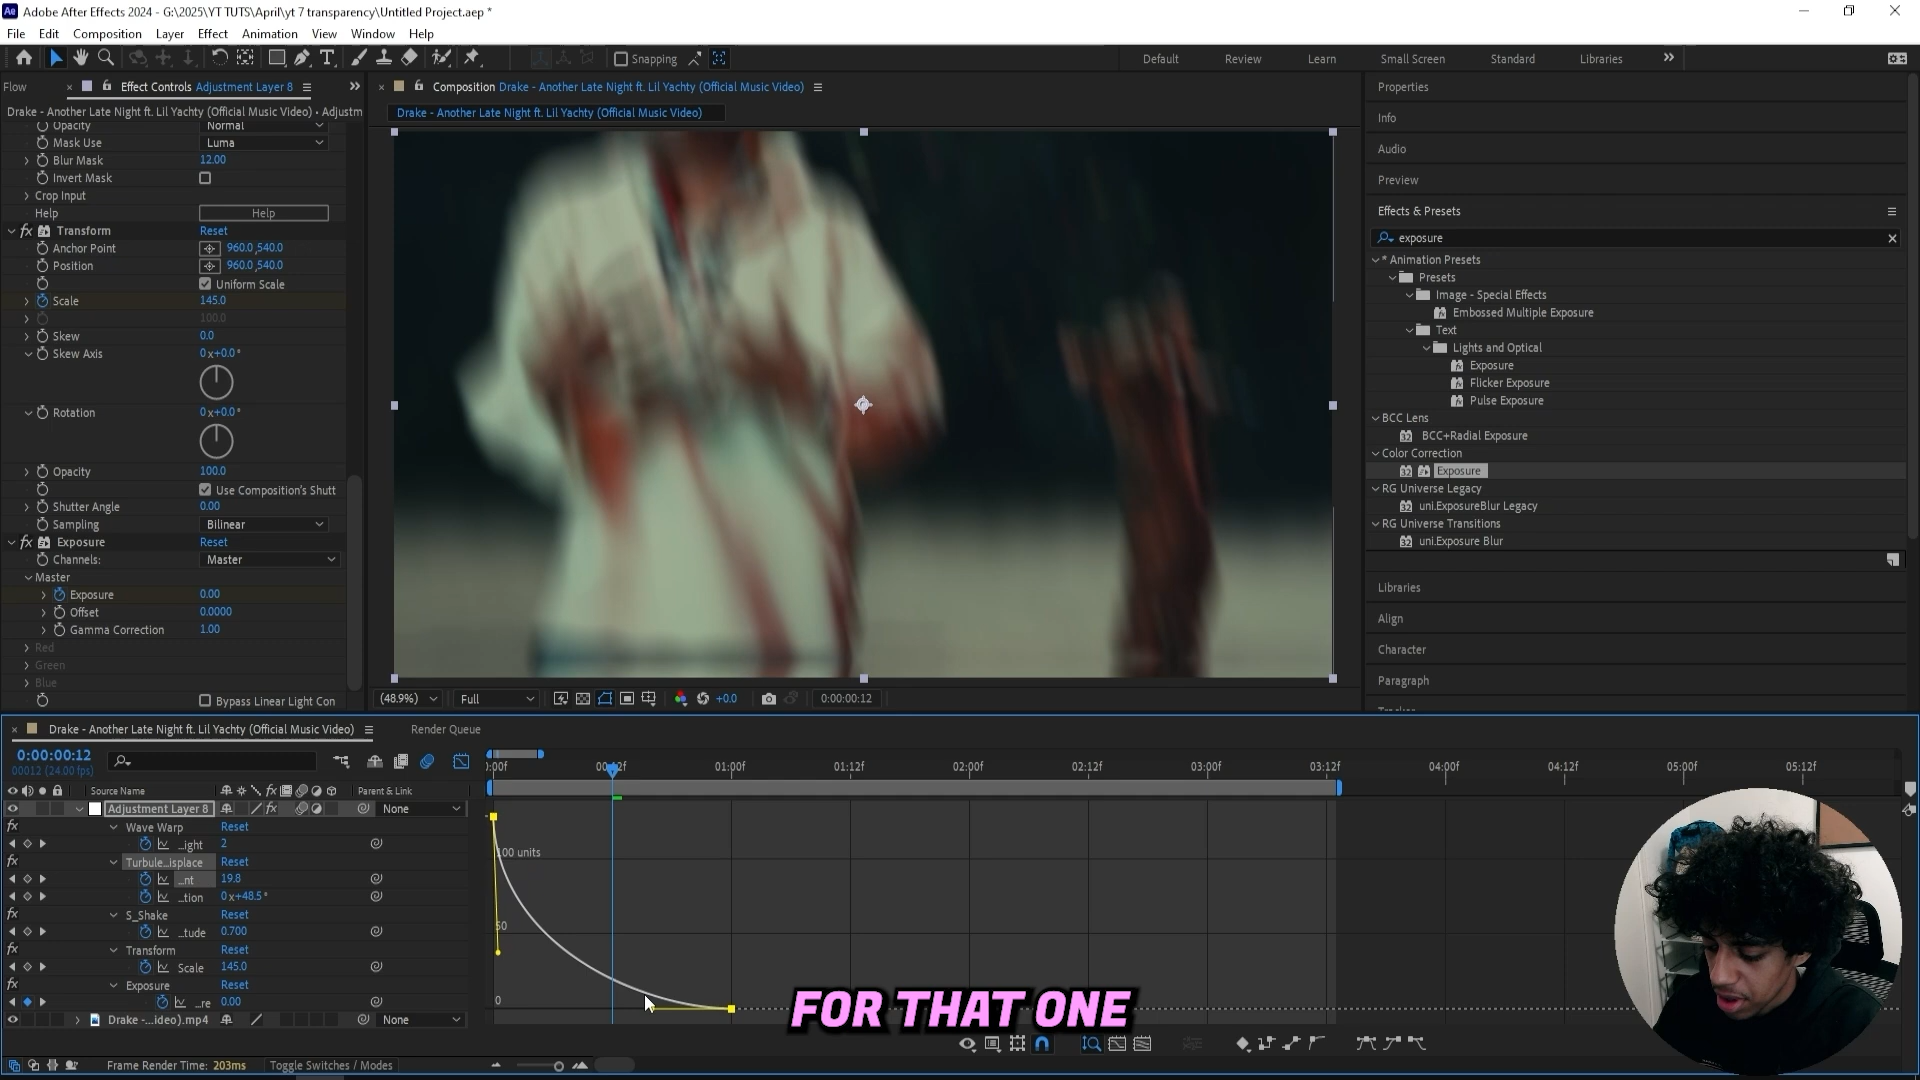 Adobe After Effects 2024 - G:\2025\YT TUTS\April\yt 7 transparency\Untitled Project.aep *
File Edit Composition Layer Effect Animation View Window Help
Snapping
Default Review Learn Small Screen Standard Libraries
Flow Effect Controls Adjustment Layer 8
Drake - Another Late Night ft. Lil Yachty (Official Music Video) • Adjustm
Opacity Normal
Mask Use Luma
Blur Mask 12.00
Invert Mask
Crop Input
Help Help
fx Transform Reset
Anchor Point 960.0,540.0
Position 960.0,540.0
Uniform Scale
Scale 145.0
100.0
Skew 0.0
Skew Axis 0x+0.0°
Rotation 0x+0.0°
Opacity 100.0
Use Composition's Shutt
Shutter Angle 0.00
Sampling Bilinear
fx Exposure Reset
Channels: Master
Master
Exposure 0.00
Offset 0.0000
Gamma Correction 1.00
Red
Green
Blue
Bypass Linear Light Con
Composition Drake - Another Late Night ft. Lil Yachty (Official Music Video)
Drake - Another Late Night ft. Lil Yachty (Official Music Video)
(48.9%) Full +0.0 0:00:00:12
Properties
Info
Audio
Preview
Effects & Presets
exposure
* Animation Presets
Presets
Image - Special Effects
Embossed Multiple Exposure
Text
Lights and Optical
Exposure
Flicker Exposure
Pulse Exposure
BCC Lens
BCC+Radial Exposure
Color Correction
Exposure
RG Universe Legacy
uni.ExposureBlur Legacy
RG Universe Transitions
uni.Exposure Blur
Libraries
Align
Character
Paragraph
Drake - Another Late Night ft. Lil Yachty (Official Music Video) Render Queue
0:00:00:12
00012 (24.00 fps)
Source Name Parent & Link
Adjustment Layer 8 None
fx Wave Warp Reset
...ight 2
fx Turbule...isplace Reset
..._nt 19.8
...tion 0x+48.5°
fx S_Shake Reset
...tude 0.700
fx Transform Reset
Scale 145.0
fx Exposure Reset
...re 0.00
Drake -...ideo).mp4 None
01:00f 01:12f 02:00f 02:12f 03:00f 03:12f 04:00f 04:12f 05:00f 05:12f
100 units
50
0
FOR THAT ONE
Frame Render Time: 203ms Toggle Switches / Modes